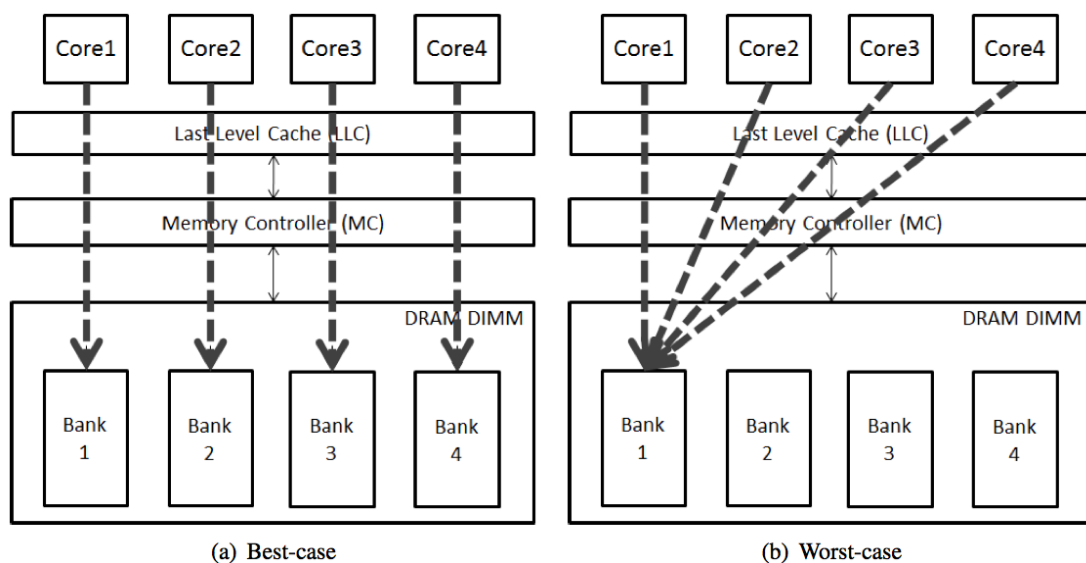 Core1 Core2 Core3 Core4
Last Level Cache (LLC)
Memory Controller (MC)
DRAM DIMM
Bank Bank Bank Bank
1 2 3 4
(a) Best-case
Core1 Core2 Core3 Core4
Last Level Cache (LLC)
Memory Controller (MC)
DRAM DIMM
Bank Bank Bank Bank
1 2 3 4
(b) Worst-case